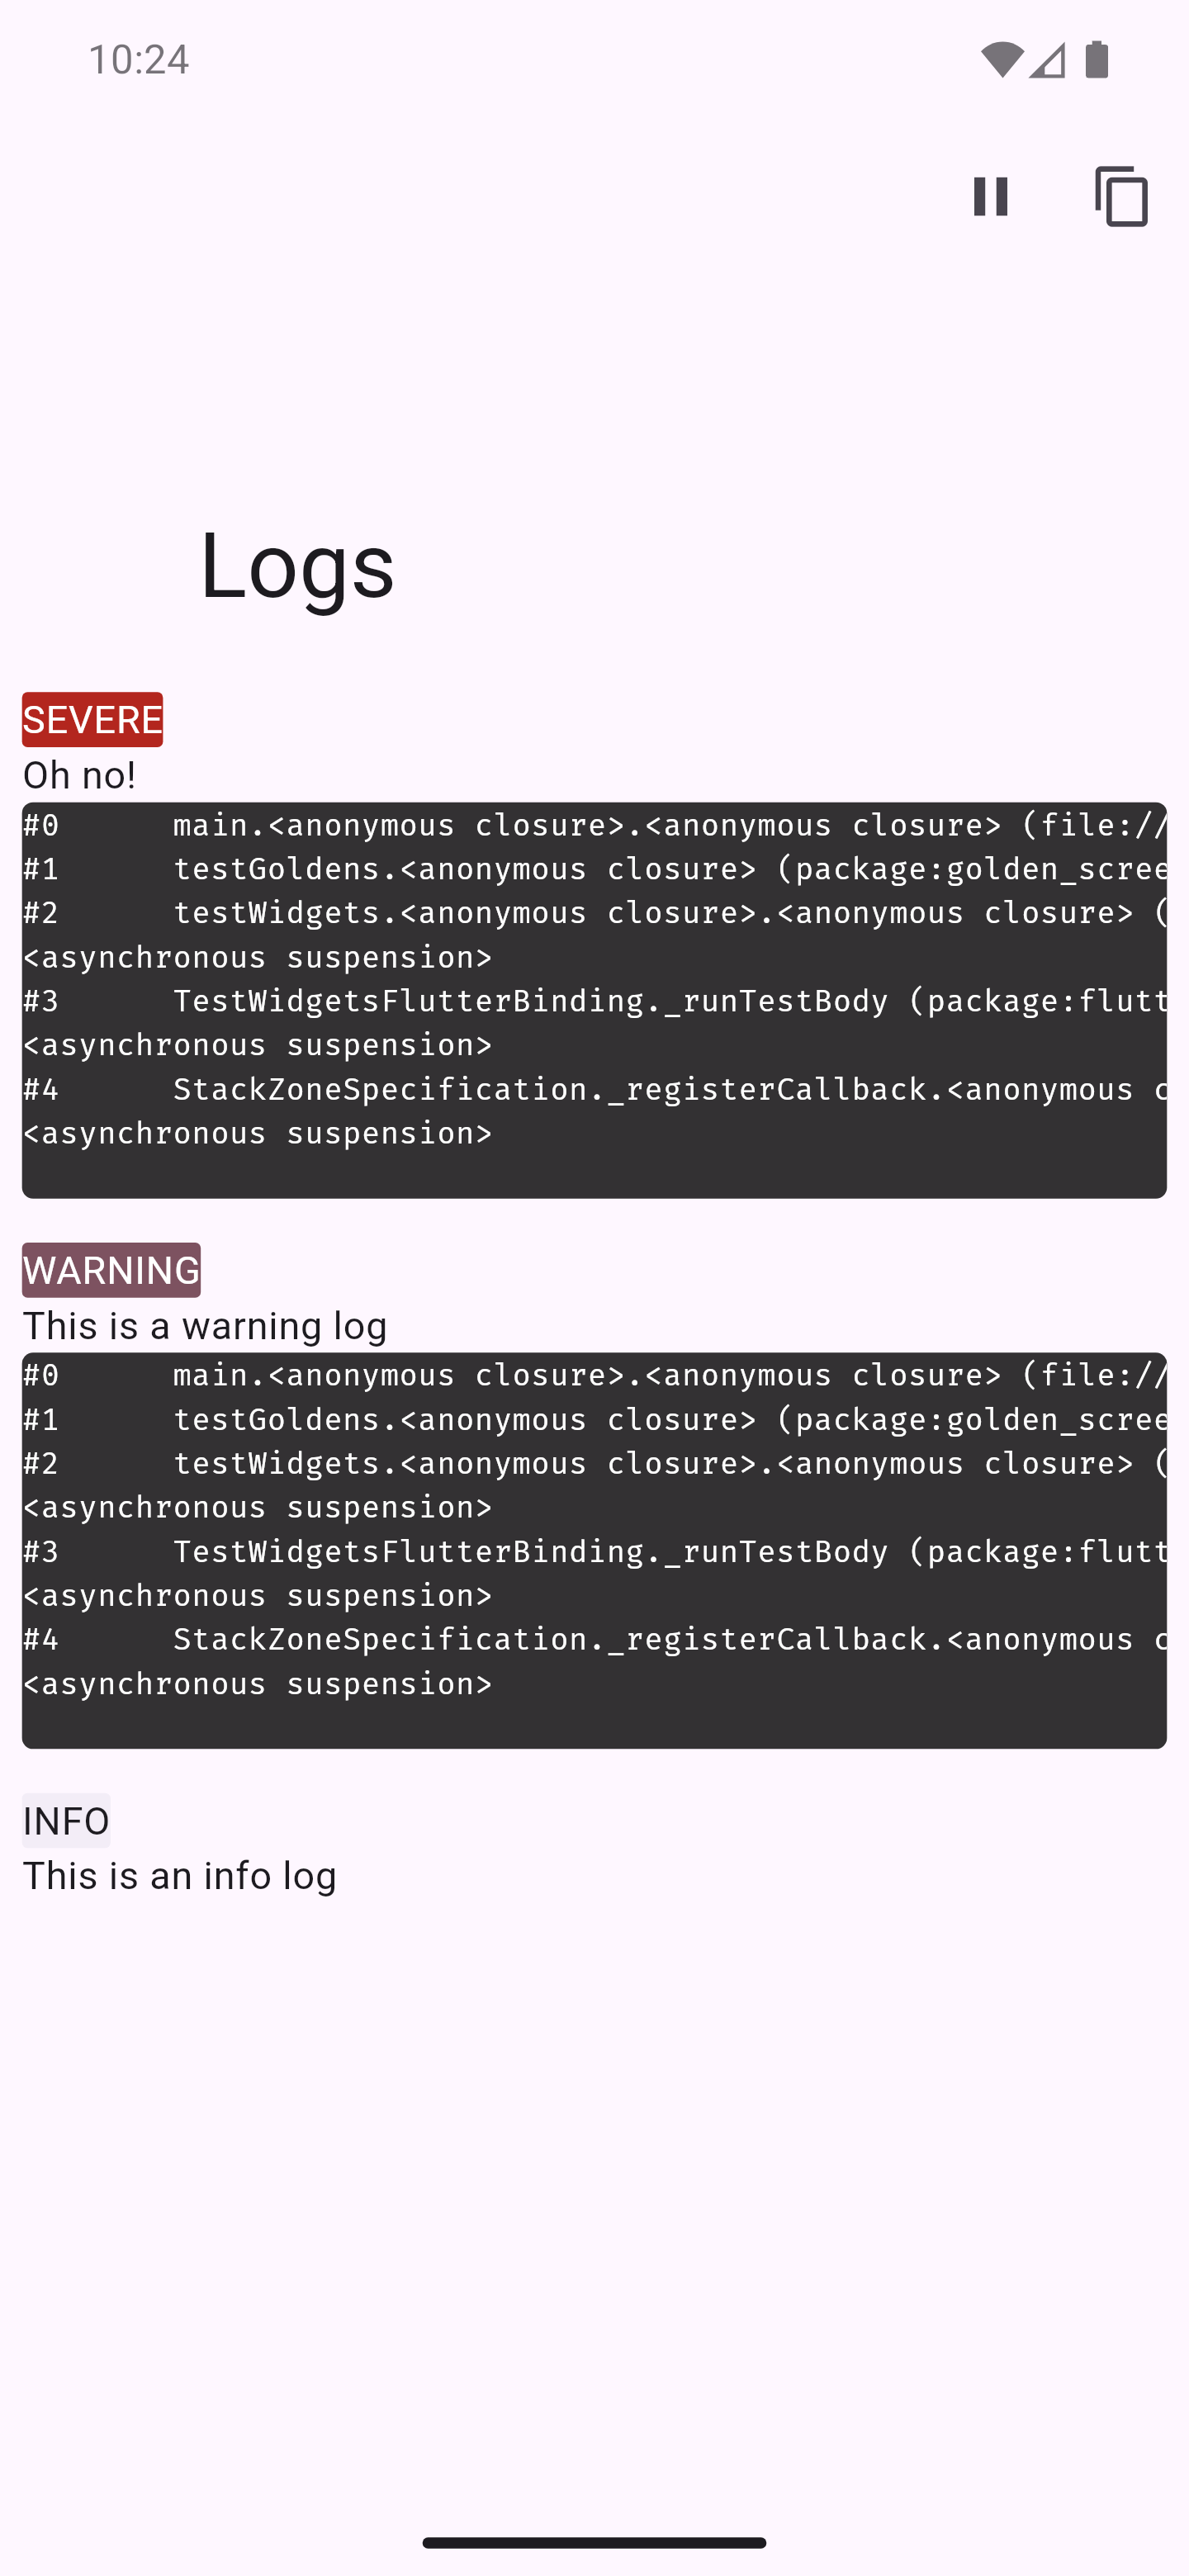 10:24
Logs
SEVERE
Oh no!
#0      main.<anonymous closure>.<anonymous closure> (file://
#1      testGoldens.<anonymous closure> (package:golden_scree
#2      testWidgets.<anonymous closure>.<anonymous closure> (
<asynchronous suspension>
#3      TestWidgetsFlutterBinding._runTestBody (package:flutt
<asynchronous suspension>
#4      StackZoneSpecification._registerCallback.<anonymous c
<asynchronous suspension>
WARNING
This is a warning log
#0      main.<anonymous closure>.<anonymous closure> (file://
#1      testGoldens.<anonymous closure> (package:golden_scree
#2      testWidgets.<anonymous closure>.<anonymous closure> (
<asynchronous suspension>
#3      TestWidgetsFlutterBinding._runTestBody (package:flutt
<asynchronous suspension>
#4      StackZoneSpecification._registerCallback.<anonymous c
<asynchronous suspension>
INFO
This is an info log